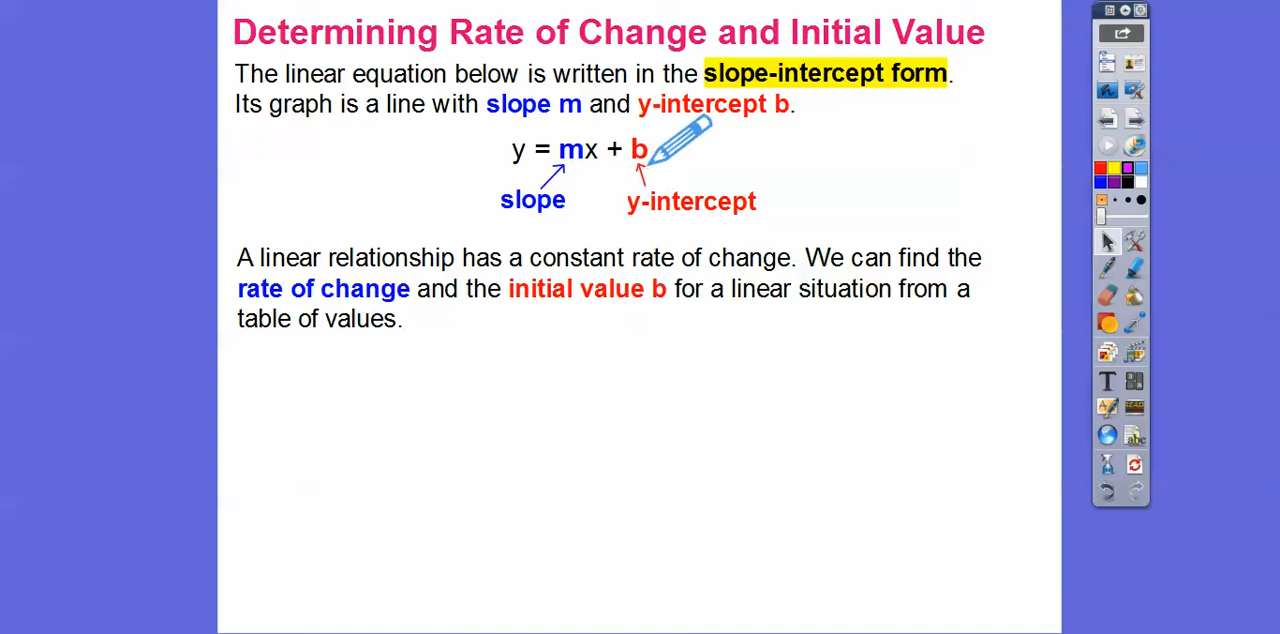 Determining Rate of Change and Initial Value
The linear equation below is written in the slope-intercept form.
Its graph is a line with slope m and y-intercept b.
y = mx + b
slope y-intercept
A linear relationship has a constant rate of change. We can find the
rate of change and the initial value b for a linear situation from a
table of values.
T
abc